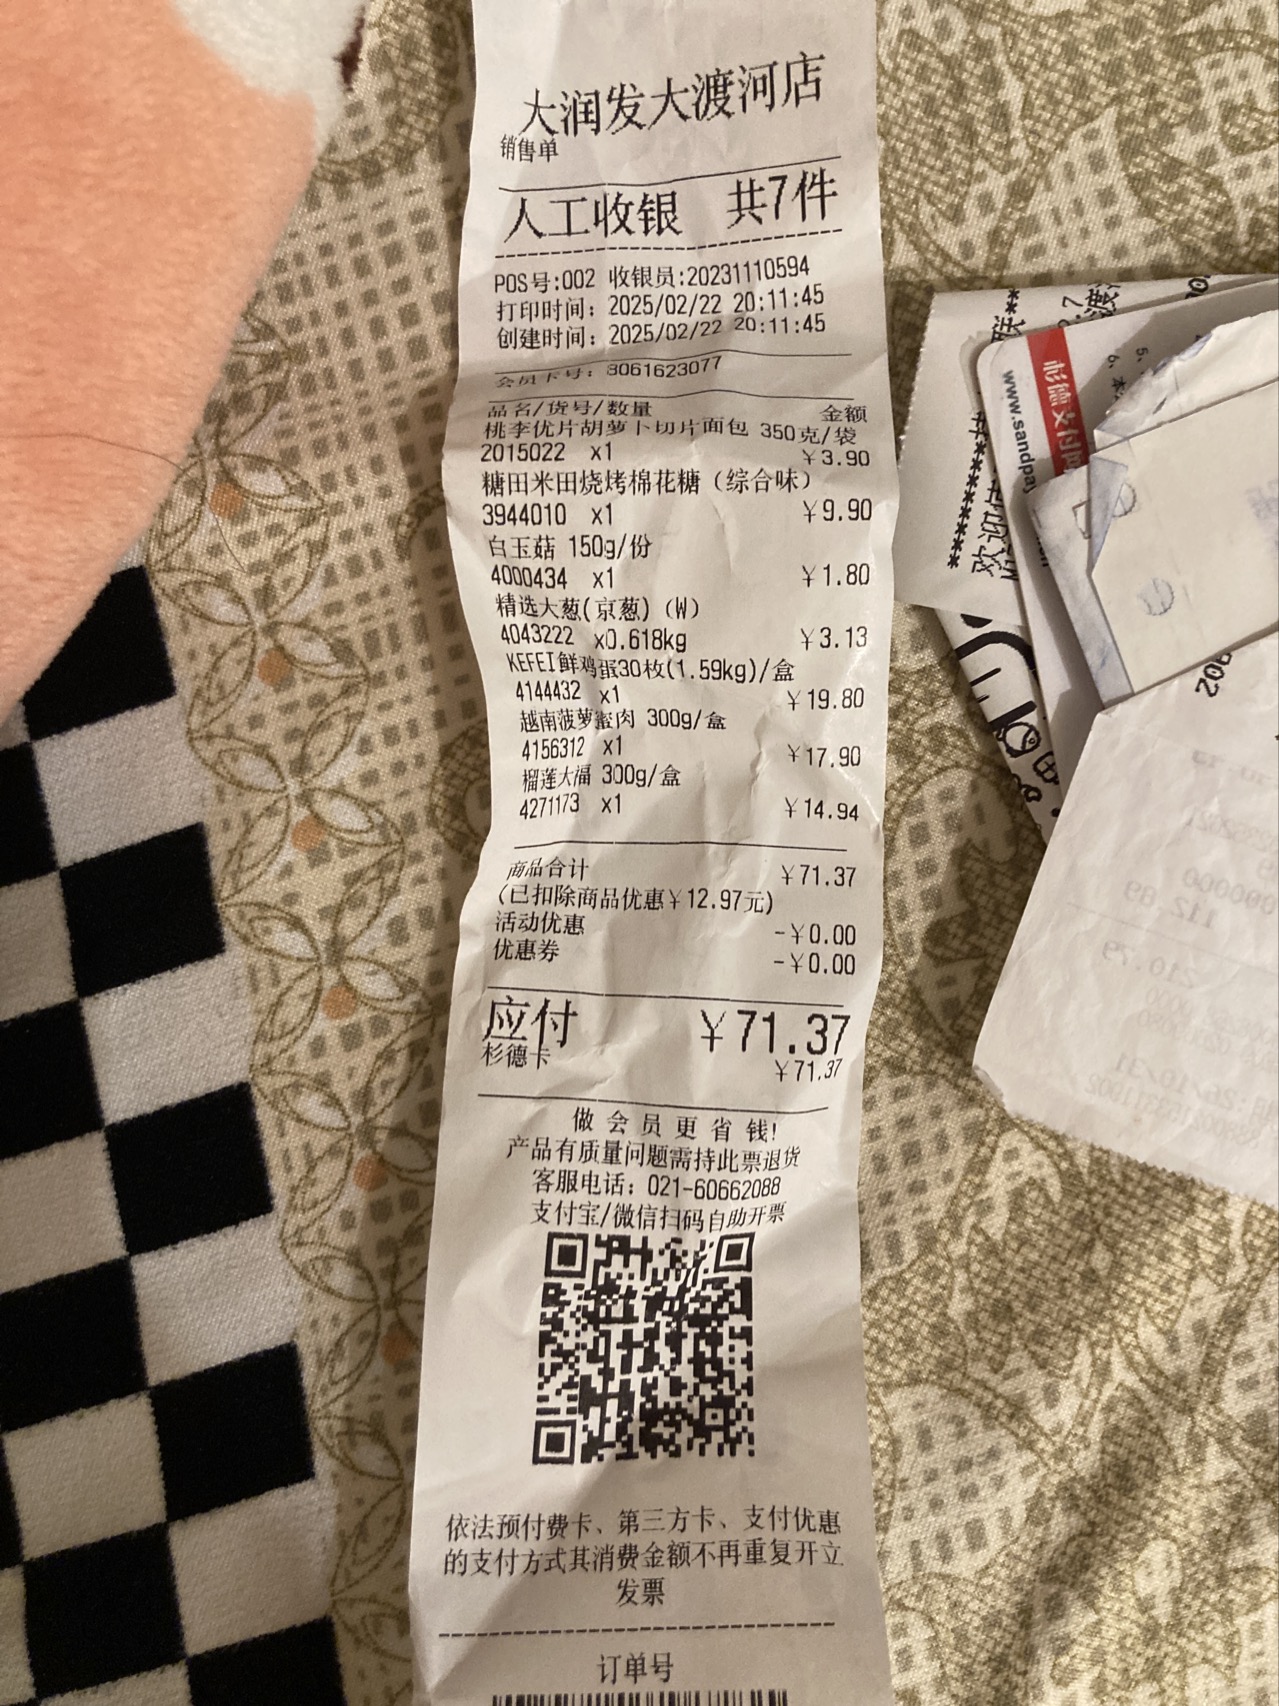 大润发大渡河店
销售单
人工收银 共7件
POS号:002 收银员:20231110594
打印时间: 2025/02/22 20:11:45
创建时间: 2025/02/22 20:11:45
会员卡号: 3061623077
品名/货号/数量 金额
桃李优片胡萝卜切片面包 350克/袋
2015022 x1 ¥3.90
糖田米田烧烤棉花糖（综合味）
3944010 x1 ¥9.90
白玉菇 150g/份
4000434 x1 ¥1.80
精选大葱(京葱)（W）
4043222 x0.618kg ¥3.13
KEFEI鲜鸡蛋30枚(1.59kg)/盒
4144432 x1 ¥19.80
越南菠萝蜜肉 300g/盒
4156312 x1 ¥17.90
榴莲大福 300g/盒
4271173 x1 ¥14.94
商品合计 ¥71.37
(已扣除商品优惠¥12.97元)
活动优惠 -¥0.00
优惠券 -¥0.00
应付 ¥71.37
杉德卡 ¥71.37
做会员更省钱!
产品有质量问题需持此票退货
客服电话: 021-60662088
支付宝/微信扫码自助开票
依法预付费卡、第三方卡、支付优惠
的支付方式其消费金额不再重复开立
发票
订单号
杉德支付网
www.sandpay
欢迎